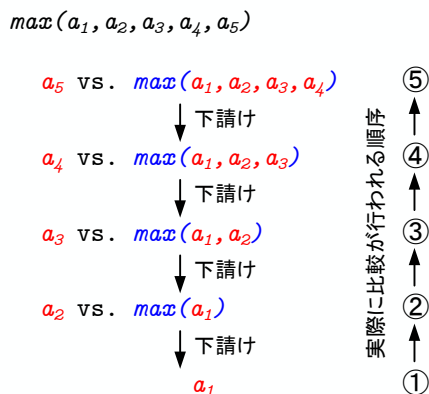 max(a₁,a₂,a₃,a₄,a₅)
a₅ vs. max(a₁,a₂,a₃,a₄) ⑤
下請け
a₄ vs. max(a₁,a₂,a₃) ④
下請け
a₃ vs. max(a₁,a₂) ③
下請け
a₂ vs. max(a₁) ②
下請け
a₁ ①
実際に比較が行われる順序